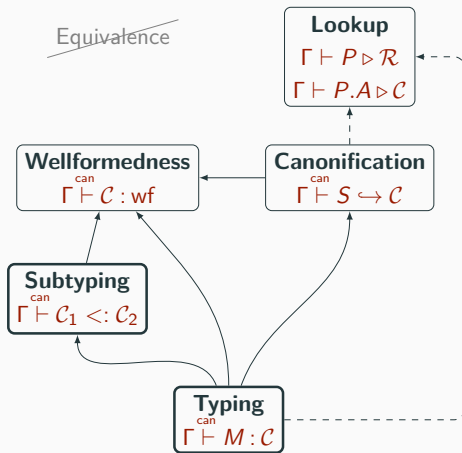 Equivalence
Lookup
Γ ⊢ P ▷ ℛ
Γ ⊢ P.A ▷ 𝒞
Wellformedness
can
Γ ⊢ 𝒞 : wf
Canonification
can
Γ ⊢ S ↪ 𝒞
Subtyping
can
Γ ⊢ 𝒞₁ <: 𝒞₂
Typing
can
Γ ⊢ M : 𝒞